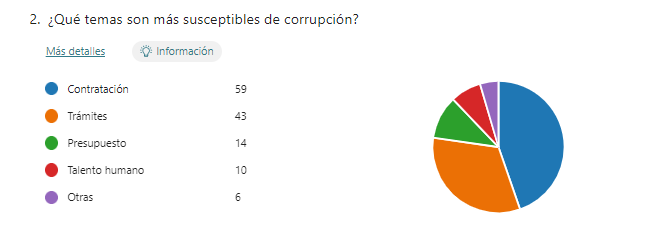 2. ¿Qué temas son más susceptibles de corrupción?
Más detalles Información
Contratación 59
Trámites 43
Presupuesto 14
Talento humano 10
Otras 6